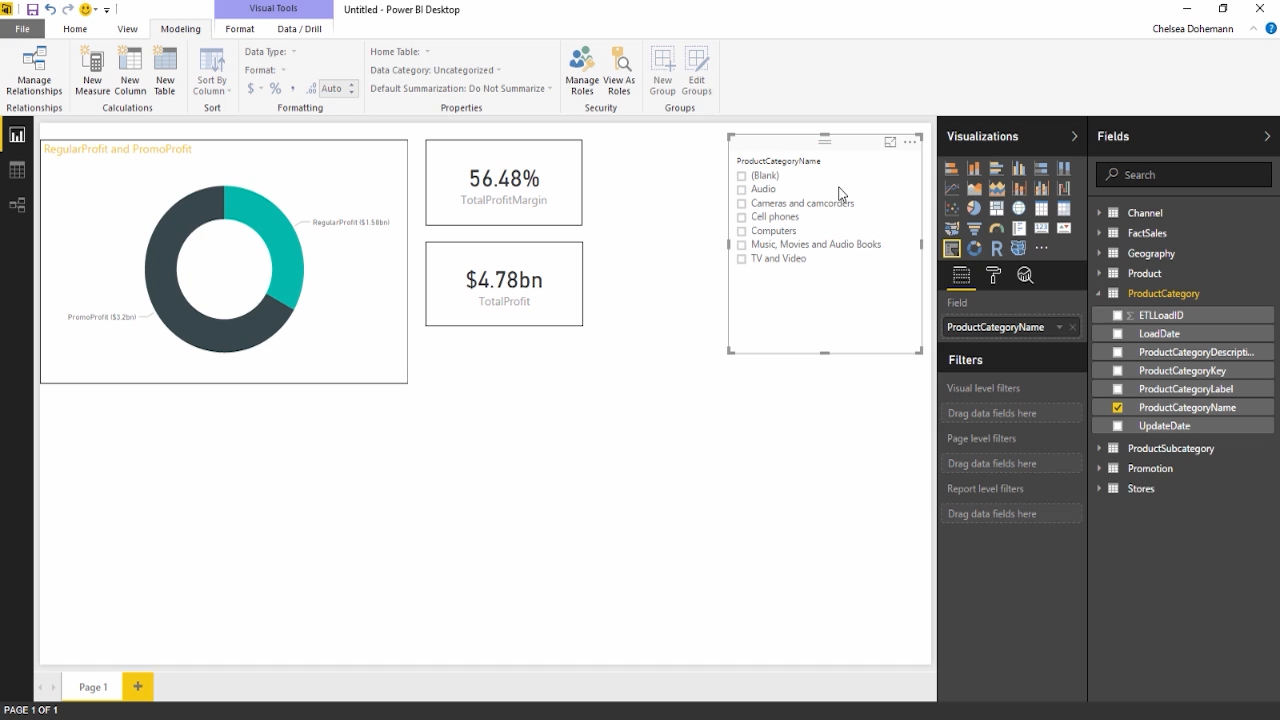 Visual Tools
Untitled - Power BI Desktop
File
Home
View
Modeling
Format
Data / Drill
Chelsea Dohemann
Manage Relationships
Relationships
New Measure
New Column
New Table
Calculations
Sort By Column
Sort
Data Type:
Format:
$ % , .00 Auto
Formatting
Home Table:
Data Category: Uncategorized
Default Summarization: Do Not Summarize
Properties
Manage Roles
View As Roles
Security
New Group
Edit Groups
Groups
RegularProfit and PromoProfit
RegularProfit ($1.58bn)
PromoProfit ($3.2bn)
56.48%
TotalProfitMargin
$4.78bn
TotalProfit
ProductCategoryName
(Blank)
Audio
Cameras and camcorders
Cell phones
Computers
Music, Movies and Audio Books
TV and Video
Visualizations
R
Field
ProductCategoryName
Filters
Visual level filters
Drag data fields here
Page level filters
Drag data fields here
Report level filters
Drag data fields here
Fields
Search
Channel
FactSales
Geography
Product
ProductCategory
Σ ETLLoadID
LoadDate
ProductCategoryDescripti...
ProductCategoryKey
ProductCategoryLabel
ProductCategoryName
UpdateDate
ProductSubcategory
Promotion
Stores
Page 1
PAGE 1 OF 1